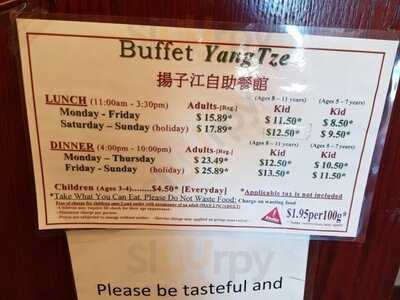 Buffet YangTze
揚子江自助餐館
LUNCH (11:00am - 3:30pm) Adults-[Reg.] (Ages 8 – 11 years) Kid (Ages 5 – 7 years) Kid
Monday - Friday $ 15.89* $ 11.50* $ 8.50*
Saturday – Sunday (holiday) $ 17.89* $12.50* $ 9.50*
DINNER (4:00pm - 10:00pm) Adults-[Reg.] (Ages 8 – 11 years) Kid (Ages 5 – 7 years) Kid
Monday – Thursday $ 23.49* $12.50* $ 10.50*
Friday - Sunday (holiday) $ 25.89* $13.50* $ 11.50*
Children (Ages 3-4).........$4.50* [Everyday] *Applicable tax is not included
*Take What You Can Eat, Please Do Not Waste Food: Charge on wasting food
$1.95per100g*
Please be tasteful and